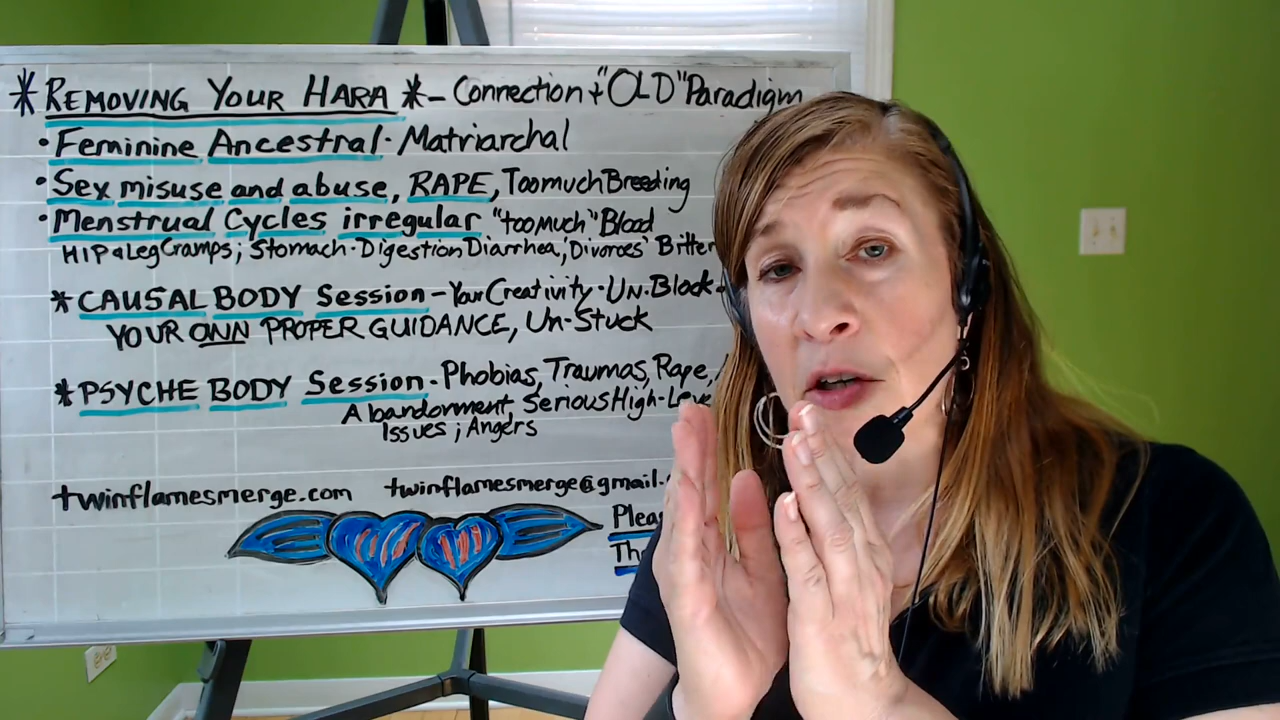 * REMOVING YOUR HARA *- Connection + "OLD" Paradigm
• Feminine Ancestral • Matriarchal
• Sex misuse and abuse, RAPE, Too much Breeding
• Menstrual Cycles irregular "too much" Blood
HIP & Leg Cramps; Stomach-Digestion Diarrhea, 'Divorces' Bitter
* CAUSAL BODY Session - Your Creativity • UN-Block
YOUR OWN PROPER GUIDANCE, Un-Stuck
* PSYCHE BODY Session - Phobias, Traumas, Rape,
Abandorment, Serious High-Leve
Issues; Angers
twinflamesmerge.com twinflamesmerge@gmail.
Plea
Th